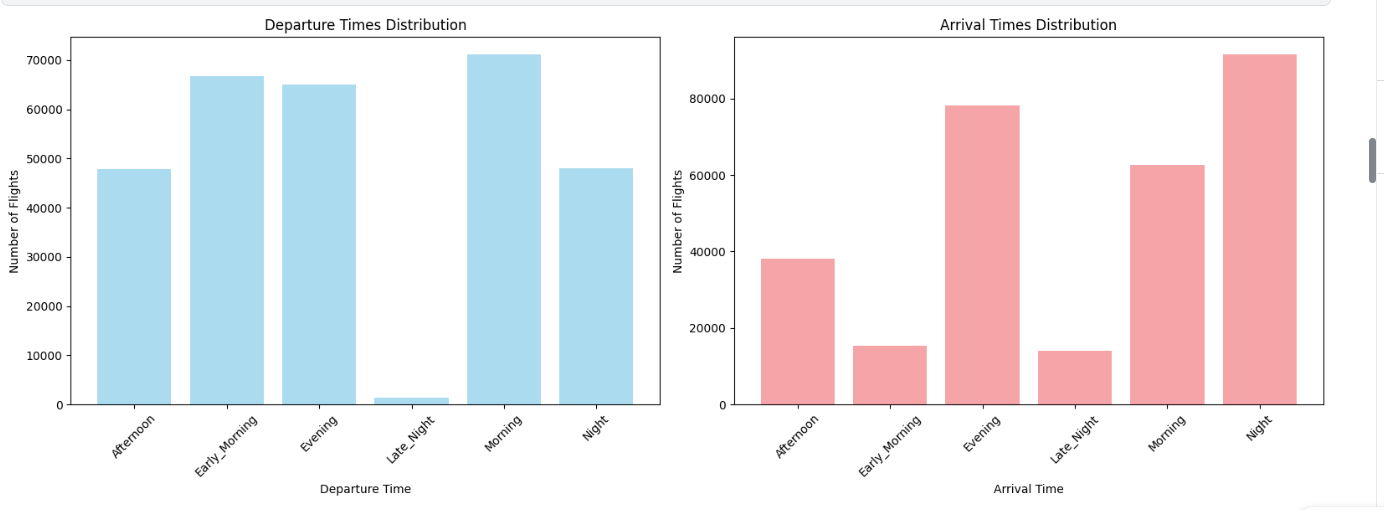 Departure Times Distribution
Number of Flights
70000
60000
50000
40000
30000
20000
10000
0
Afternoon
Early_Morning
Evening
Late_Night
Morning
Night
Departure Time
Arrival Times Distribution
Number of Flights
80000
60000
40000
20000
0
Afternoon
Early_Morning
Evening
Late_Night
Morning
Night
Arrival Time